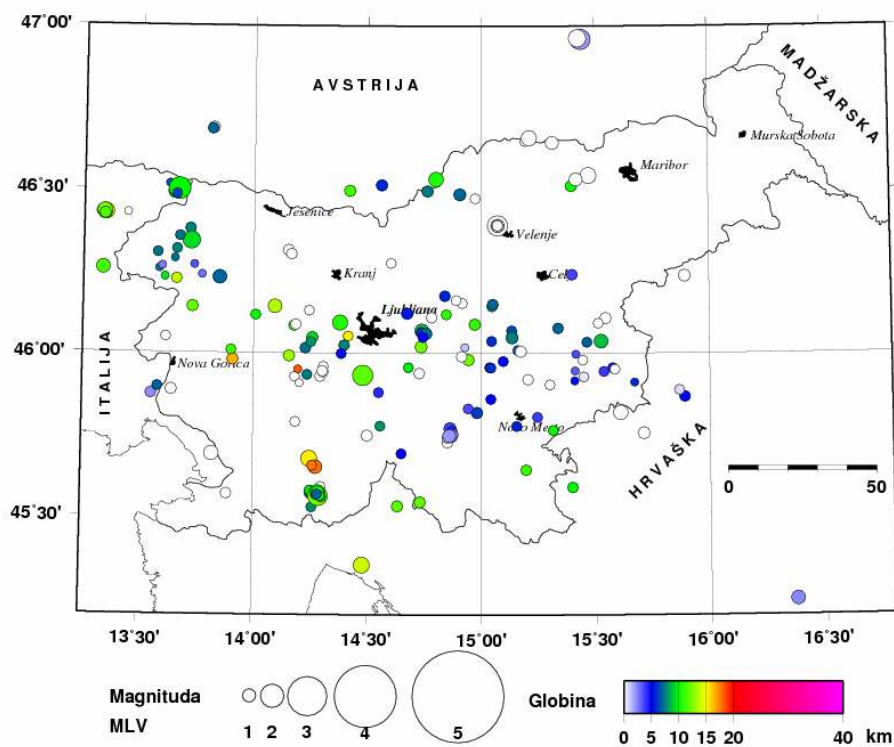 47˚00'
AVSTRIJA
MADŽARSKA
Murska Sobota
Maribor
46˚30'
Jesenice
Velenje
Kranj
Ljubljana
46˚00'
Nova Gorica
ITALIJA
Novo Mesto
HRVAŠKA
0 50
45˚30'
13˚30' 14˚00' 14˚30' 15˚00' 15˚30' 16˚00' 16˚30'
Magnituda
MLV
1 2 3 4 5
Globina
0 5 10 15 20 40 km